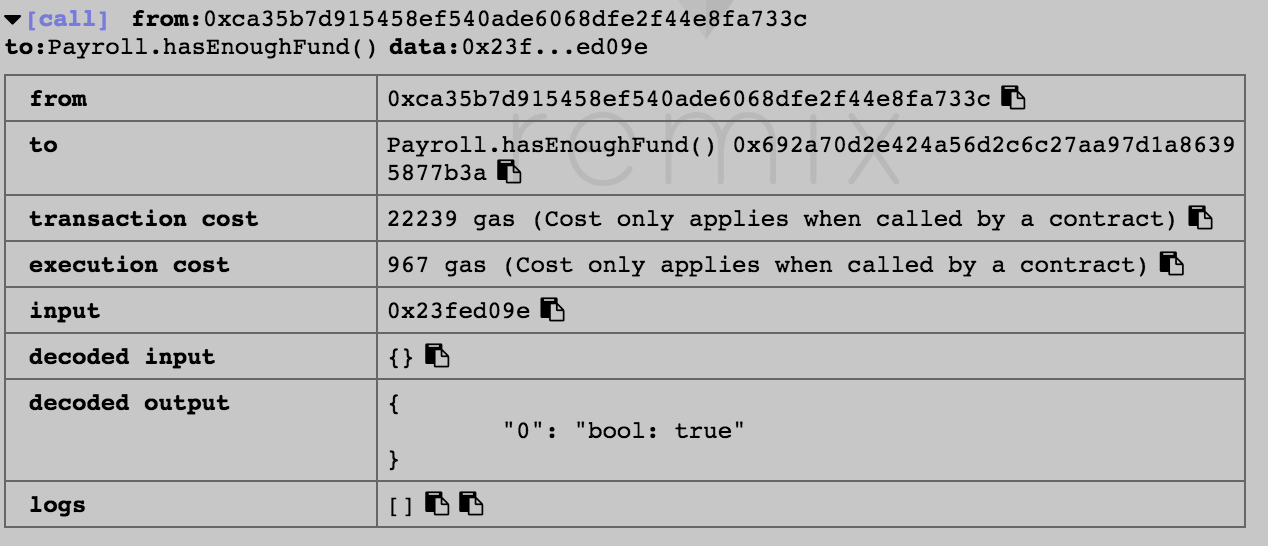 [call] from:0xca35b7d915458ef540ade6068dfe2f44e8fa733c
to:Payroll.hasEnoughFund() data:0x23f...ed09e
from 0xca35b7d915458ef540ade6068dfe2f44e8fa733c
to Payroll.hasEnoughFund() 0x692a70d2e424a56d2c6c27aa97d1a8639
5877b3a
remix
transaction cost 22239 gas (Cost only applies when called by a contract)
execution cost 967 gas (Cost only applies when called by a contract)
input 0x23fed09e
decoded input {}
decoded output {
"0": "bool: true"
}
logs []